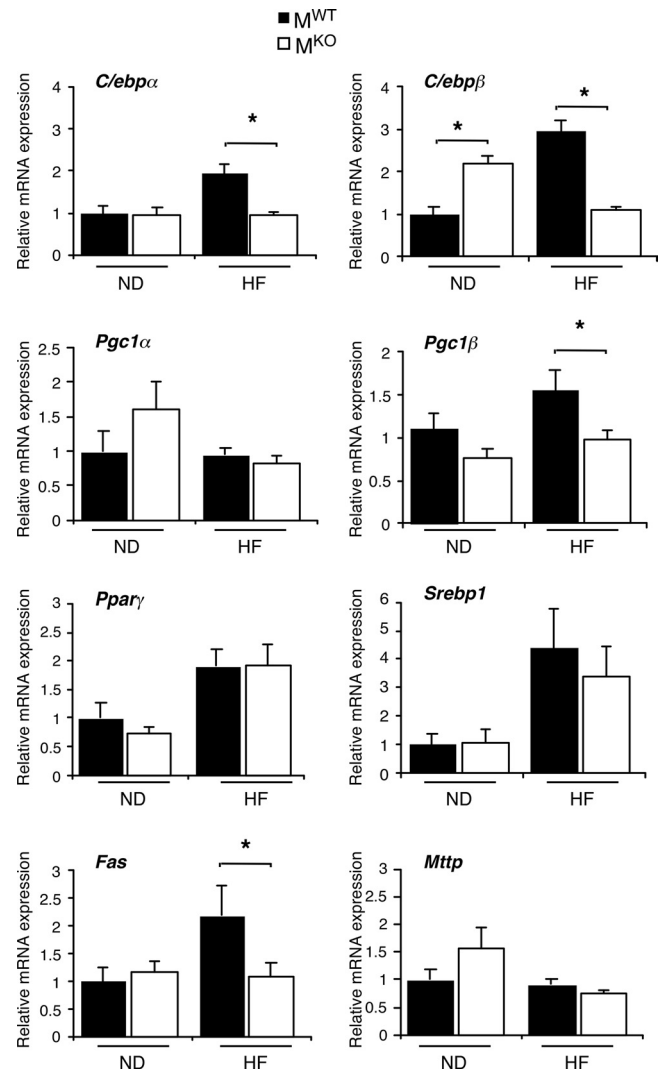 M^WT
M^KO
C/ebpα
Relative mRNA expression
4
3
2
1
0
*
ND HF
C/ebpβ
Relative mRNA expression
4
3
2
1
0
*
*
ND HF
Pgc1α
Relative mRNA expression
2.5
2
1.5
1
0.5
0
ND HF
Pgc1β
Relative mRNA expression
2
1.5
1
0.5
0
*
ND HF
Pparγ
Relative mRNA expression
3
2.5
2
1.5
1
0.5
0
ND HF
Srebp1
Relative mRNA expression
6
5
4
3
2
1
0
ND HF
Fas
Relative mRNA expression
3
2.5
2
1.5
1
0.5
0
*
ND HF
Mttp
Relative mRNA expression
3
2.5
2
1.5
1
0.5
0
ND HF